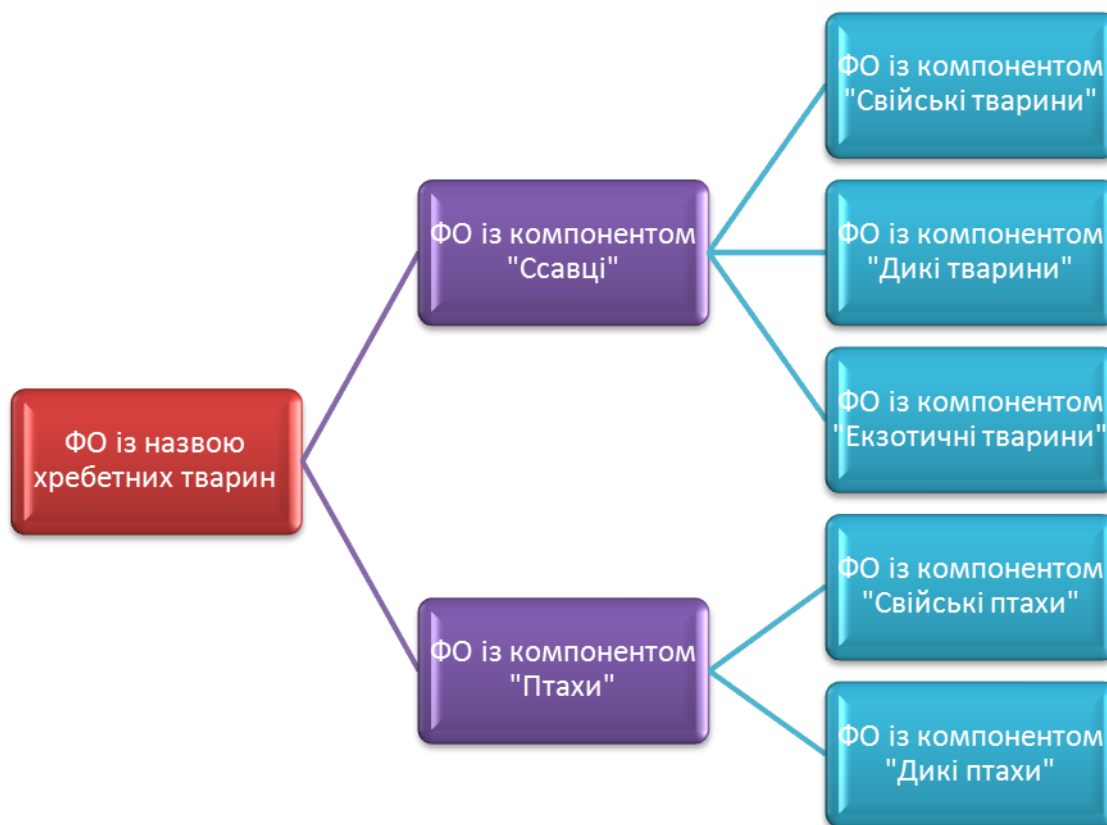 ФО із назвою
хребетних тварин
ФО із компонентом
"Ссавці"
ФО із компонентом
"Свійські тварини"
ФО із компонентом
"Дикі тварини"
ФО із компонентом
"Екзотичні тварини"
ФО із компонентом
"Птахи"
ФО із компонентом
"Свійські птахи"
ФО із компонентом
"Дикі птахи"